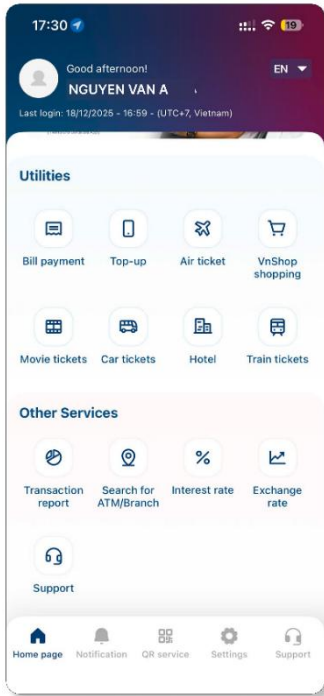 17:30
19
Good afternoon!
EN
NGUYEN VAN A
Last login: 18/12/2025 - 16:59 - (UTC+7, Vietnam)
Utilities
Bill payment
Top-up
Air ticket
VnShop
shopping
Movie tickets
Car tickets
Hotel
Train tickets
Other Services
Transaction
report
Search for
ATM/Branch
Interest rate
Exchange
rate
Support
Home page
Notification
QR service
Settings
Support